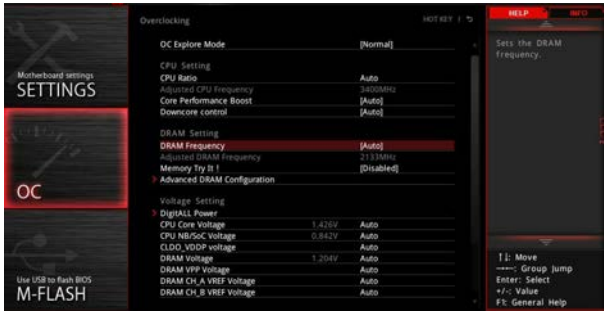 Overclocking
HOT KEY |
HELP
INFO
OC Explore Mode [Normal]
Sets the DRAM
frequency.
CPU Setting
Motherboard settings
SETTINGS
CPU Ratio Auto
Adjusted CPU Frequency 3400MHz
Core Performance Boost [Auto]
Downcore control [Auto]
DRAM Setting
DRAM Frequency [Auto]
Adjusted DRAM Frequency 2133MHz
Memory Try It ! [Disabled]
> Advanced DRAM Configuration
OC
Voltage Setting
> DigitALL Power
CPU Core Voltage 1.426V Auto
CPU NB/SoC Voltage 0.842V Auto
CLDO_VDDP voltage Auto
DRAM Voltage 1.204V Auto
DRAM VPP Voltage Auto
DRAM CH_A VREF Voltage Auto
DRAM CH_B VREF Voltage Auto
Use USB to flash BIOS
M-FLASH
↑↓: Move
: Group Jump
Enter: Select
+/-: Value
F1: General Help